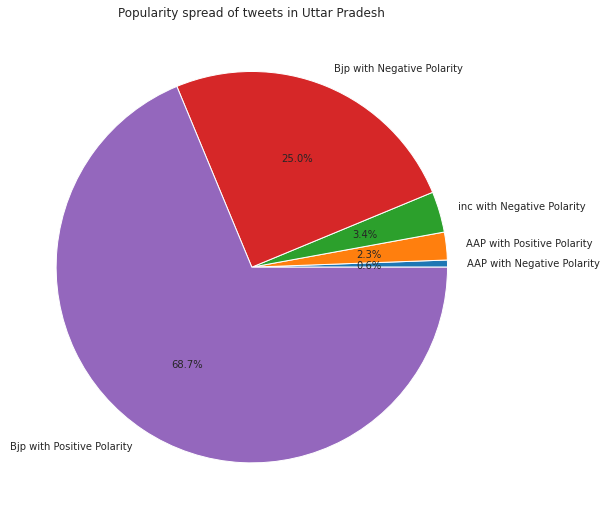 Popularity spread of tweets in Uttar Pradesh
Bjp with Negative Polarity
25.0%
inc with Negative Polarity
3.4%
AAP with Positive Polarity
2.3%
AAP with Negative Polarity
0.6%
68.7%
Bjp with Positive Polarity